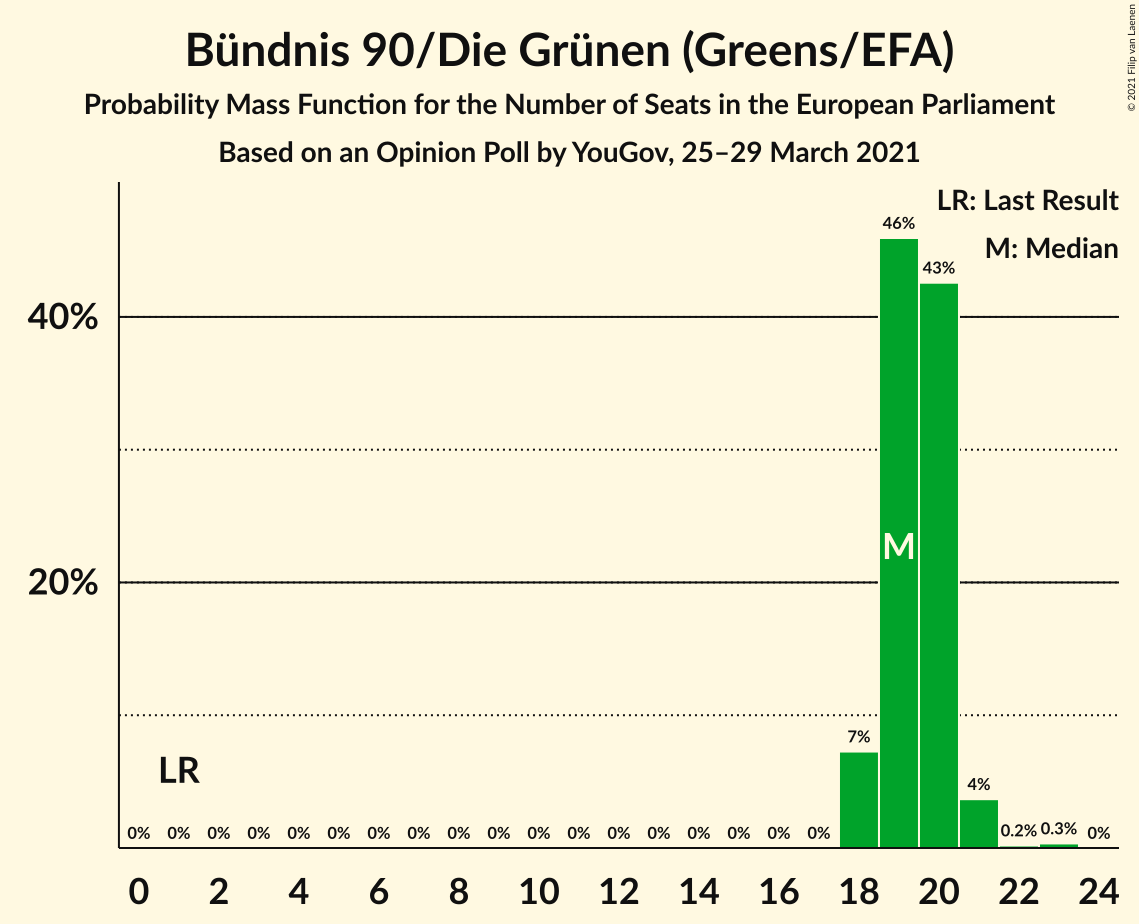 Bündnis 90/Die Grünen (Greens/EFA)
Probability Mass Function for the Number of Seats in the European Parliament
Based on an Opinion Poll by YouGov, 25–29 March 2021
© 2021 Filip van Laenen
LR: Last Result
M: Median
46%
43%
40%
M
20%
7%
LR
4%
0% 0% 0% 0% 0% 0% 0% 0% 0% 0% 0% 0% 0% 0% 0% 0% 0% 0% 0.2% 0.3% 0%
0 2 4 6 8 10 12 14 16 18 20 22 24